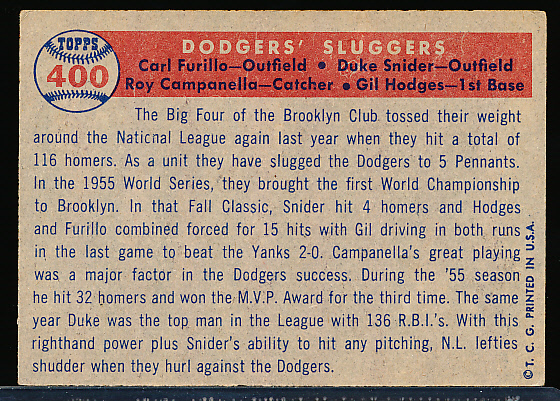 TOPPS
400
DODGERS' SLUGGERS
Carl Furillo—Outfield • Duke Snider—Outfield
Roy Campanella—Catcher • Gil Hodges—1st Base
The Big Four of the Brooklyn Club tossed their weight
around the National League again last year when they hit a total of
116 homers. As a unit they have slugged the Dodgers to 5 Pennants.
In the 1955 World Series, they brought the first World Championship
to Brooklyn. In that Fall Classic, Snider hit 4 homers and Hodges
and Furillo combined forced for 15 hits with Gil driving in both runs
in the last game to beat the Yanks 2-0. Campanella's great playing
was a major factor in the Dodgers success. During the '55 season
he hit 32 homers and won the M.V.P. Award for the third time. The same
year Duke was the top man in the League with 136 R.B.I.'s. With this
righthand power plus Snider's ability to hit any pitching, N.L. lefties
shudder when they hurl against the Dodgers.
©T. C. G. PRINTED IN U.S.A.